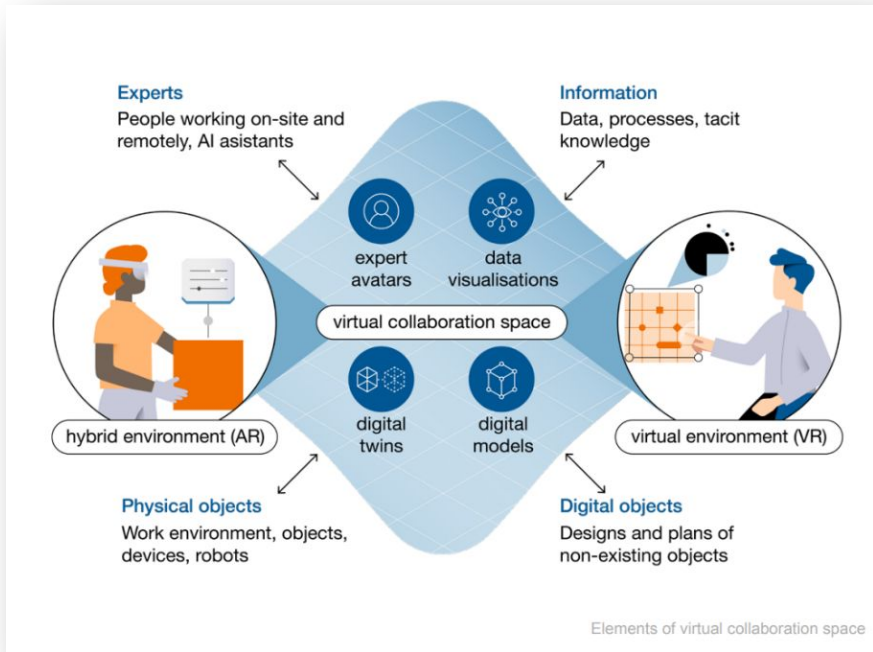 Experts
People working on-site and
remotely, AI asistants
Information
Data, processes, tacit
knowledge
expert
avatars
data
visualisations
virtual collaboration space
digital
twins
digital
models
hybrid environment (AR)
virtual environment (VR)
Physical objects
Work environment, objects,
devices, robots
Digital objects
Designs and plans of
non-existing objects
Elements of virtual collaboration space